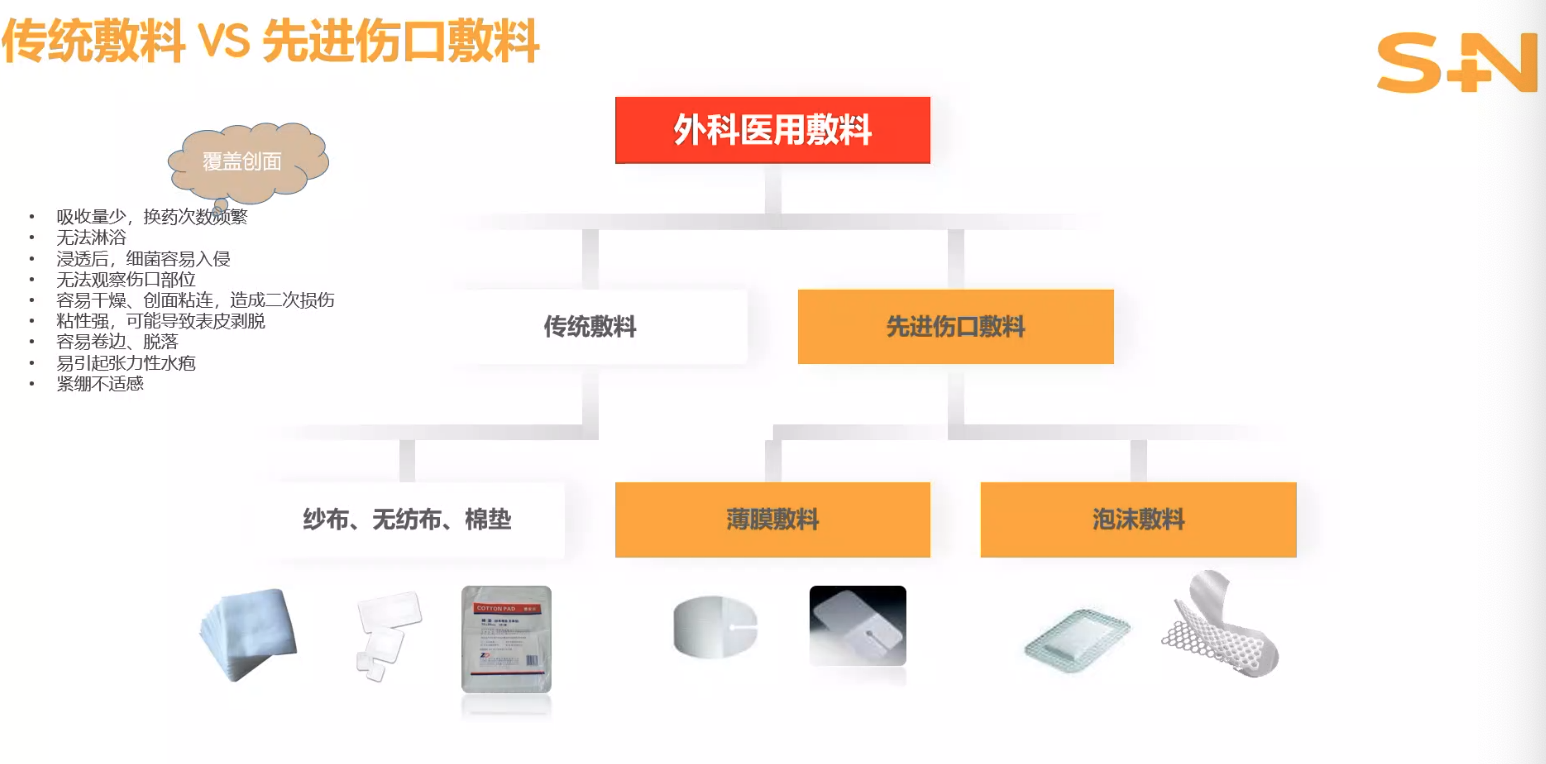 传统敷料 VS 先进伤口敷料
S+N
外科医用敷料
覆盖创面
• 吸收量少，换药次数频繁
• 无法淋浴
• 浸透后，细菌容易入侵
• 无法观察伤口部位
• 容易干燥、创面粘连，造成二次损伤
• 粘性强，可能导致表皮剥脱
• 容易卷边、脱落
• 易引起张力性水疱
• 紧绷不适感
传统敷料
先进伤口敷料
纱布、无纺布、棉垫
薄膜敷料
泡沫敷料
COTTON PAD